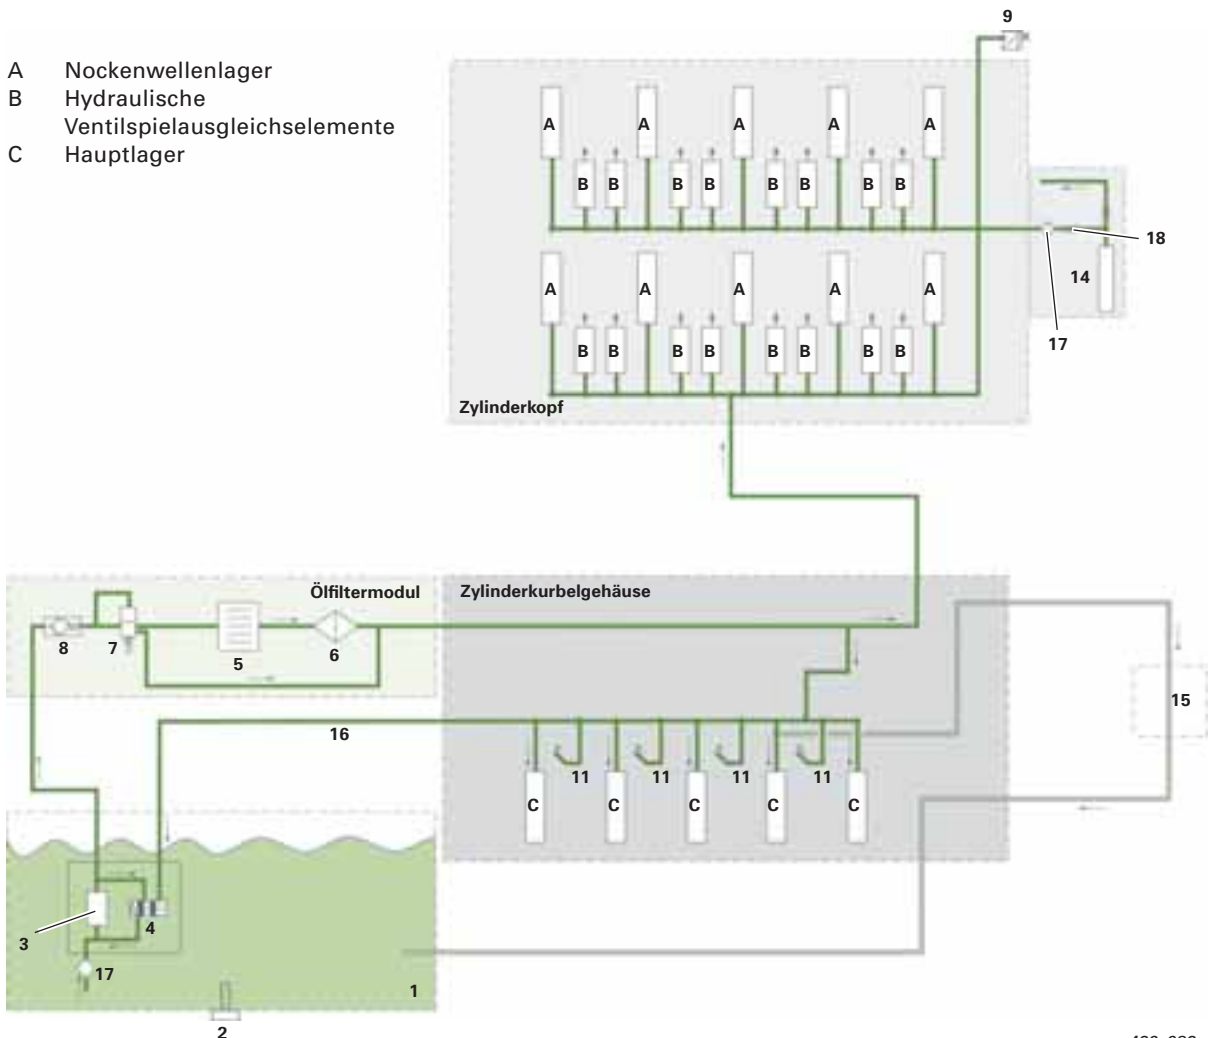 9
A Nockenwellenlager
B Hydraulische
Ventilspielausgleichselemente
C Hauptlager
A A A A A
B B B B B B B B
18
14
17
A A A A A
B B B B B B B B
Zylinderkopf
Ölfiltermodul
Zylinderkurbelgehäuse
8 7 5 6
15
16
11 11 11 11
C C C C C
3 4
17
1
2